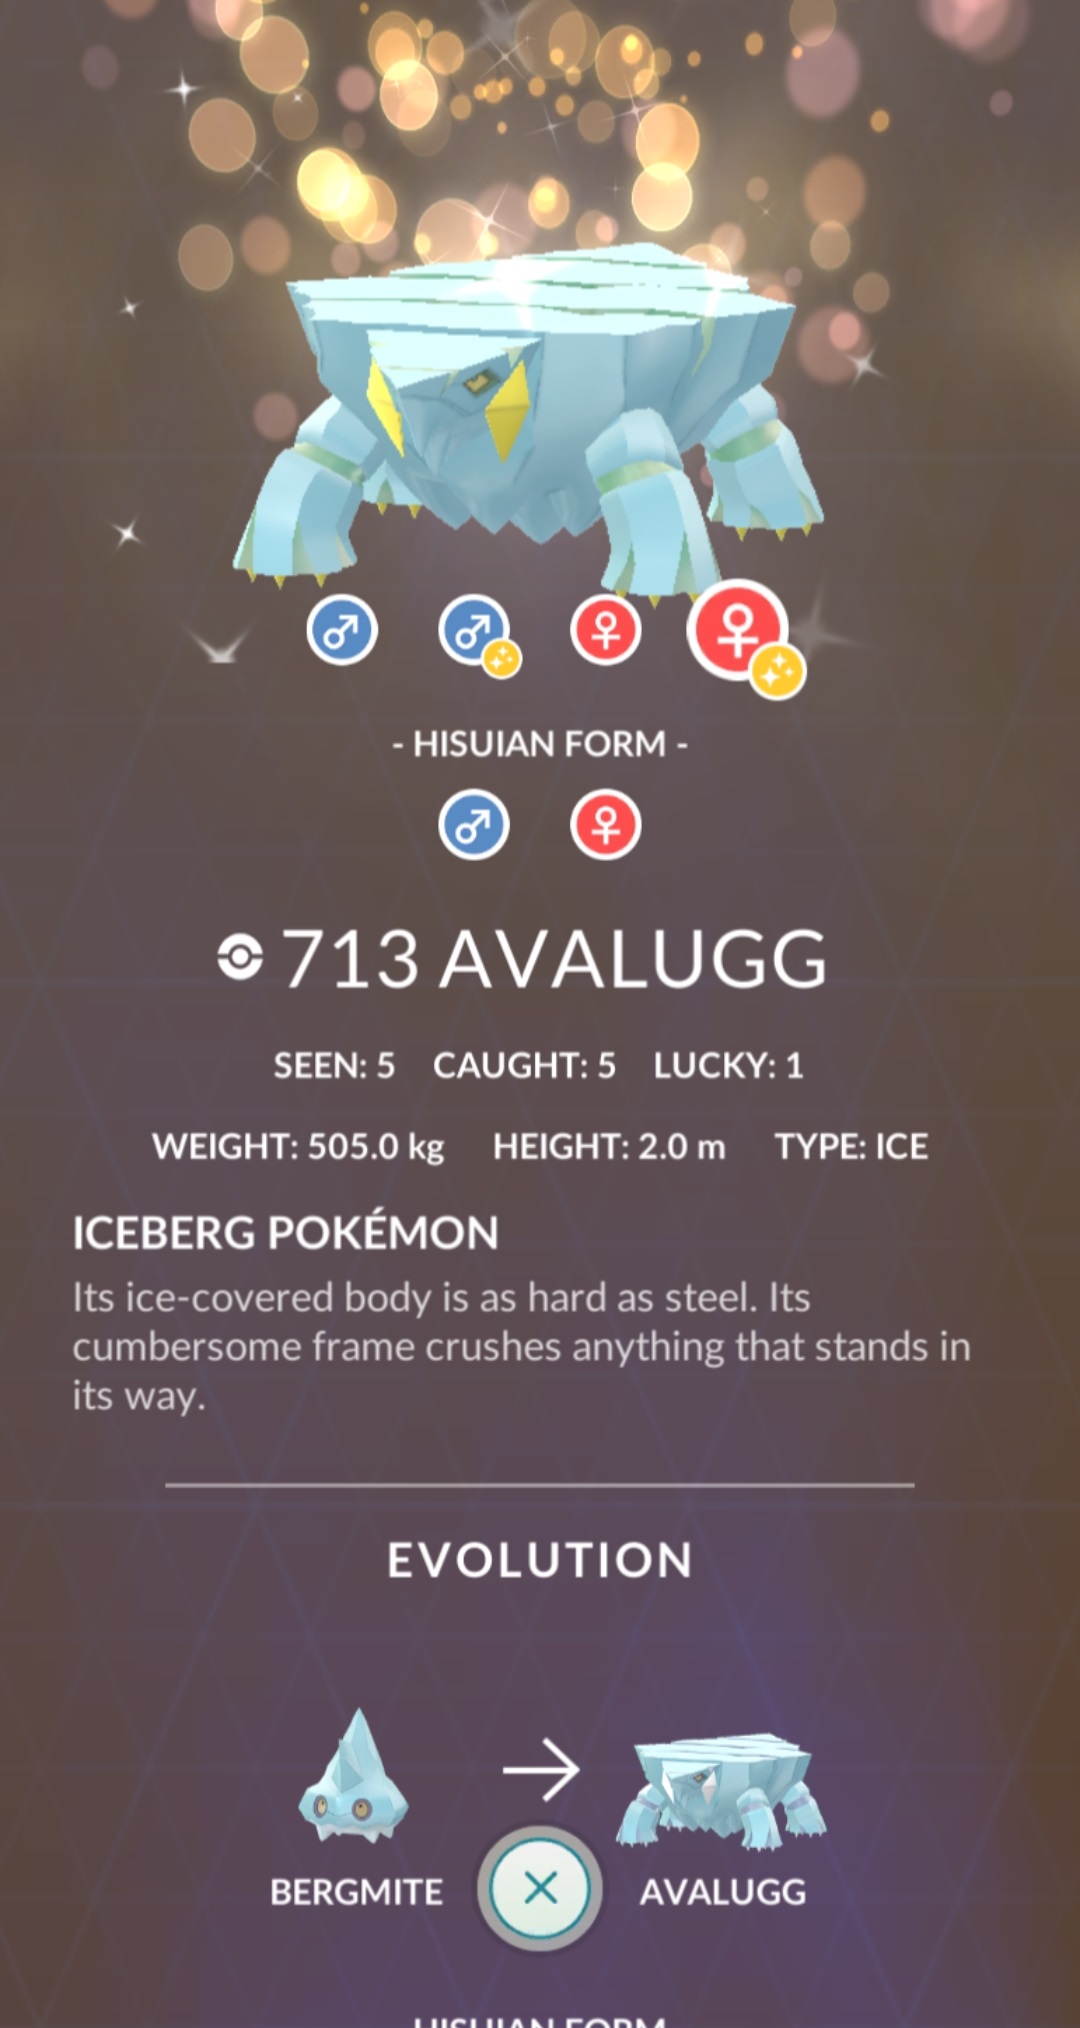 - HISUIAN FORM -
713 AVALUGG
SEEN: 5 CAUGHT: 5 LUCKY: 1
WEIGHT: 505.0 kg HEIGHT: 2.0 m TYPE: ICE
ICEBERG POKÉMON
Its ice-covered body is as hard as steel. Its
cumbersome frame crushes anything that stands in
its way.
EVOLUTION
BERGMITE AVALUGG
HISUIAN FORM